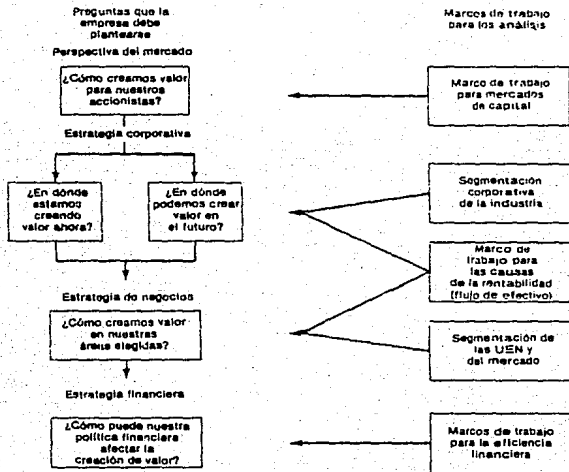 Preguntas que la
empresa debe
plantearse
Marcos de trabajo
para los análisis
Perspectiva del mercado
¿Cómo creamos valor
para nuestros
accionistas?
Marco de trabajo
para mercados
de capital
Estrategia corporativa
¿En dónde
estamos
creando
valor ahora?
¿En dónde
podemos crear
valor en
el futuro?
Segmentación
corporativa
de la industria
Marco de
trabajo para
las causas
de la rentabilidad
(flujo de efectivo)
Estrategia de negocios
¿Cómo creamos valor
en nuestras
áreas elegidas?
Segmentación de
las UEN y
del mercado
Estrategia financiera
¿Cómo puede nuestra
política financiera
afectar la
creación de valor?
Marcos de trabajo
para la eficiencia
financiera